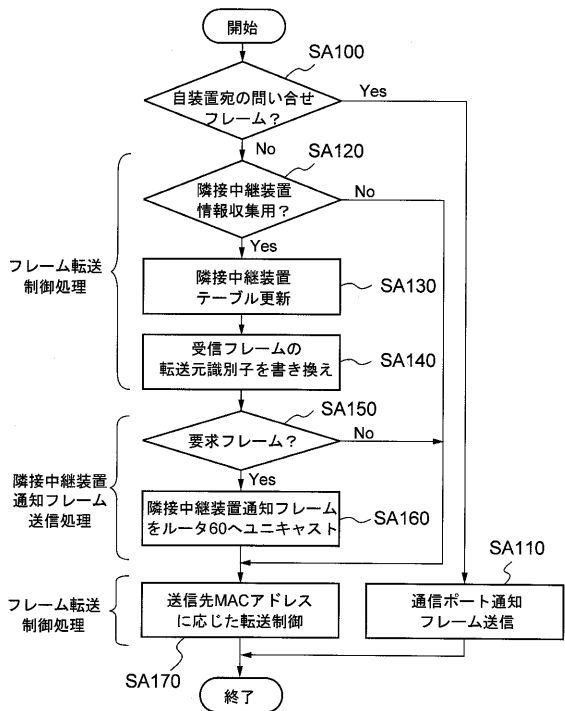 開始
SA100
自装置宛の問い合せ
フレーム？
Yes
No
SA120
隣接中継装置
情報収集用？
No
Yes
フレーム転送
制御処理
隣接中継装置
テーブル更新
SA130
受信フレームの
転送元識別子を書き換え
SA140
SA150
要求フレーム？
No
Yes
隣接中継装置
通知フレーム
送信処理
隣接中継装置通知フレーム
をルータ60へユニキャスト
SA160
SA110
フレーム転送
制御処理
送信先MACアドレス
に応じた転送制御
通信ポート通知
フレーム送信
SA170
終了